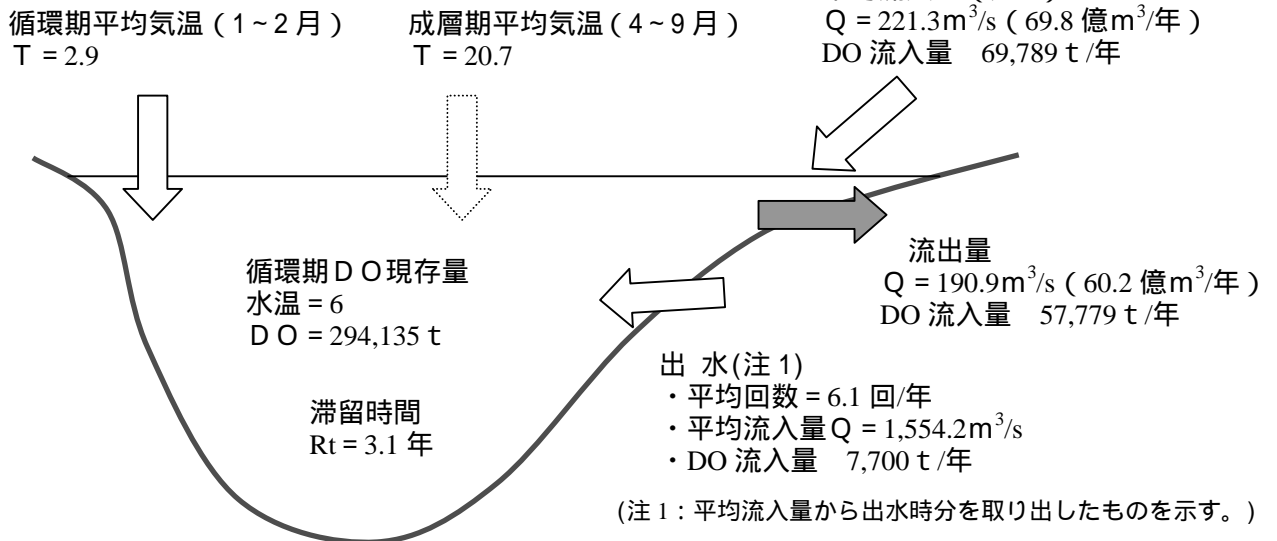 循環期平均気温（1～2月）
T = 2.9
成層期平均気温（4～9月）
T = 20.7
Q = 221.3m³/s ( 69.8 億m³/年 )
DO 流入量　69,789 t /年
流出量
Q = 190.9m³/s ( 60.2 億m³/年 )
DO 流入量　57,779 t /年
循環期DO現存量
水温 = 6
DO = 294,135 t
滞留時間
Rt = 3.1 年
出 水(注 1)
・平均回数 = 6.1 回/年
・平均流入量Q = 1,554.2m³/s
・DO 流入量　7,700 t /年
(注 1：平均流入量から出水時分を取り出したものを示す。)